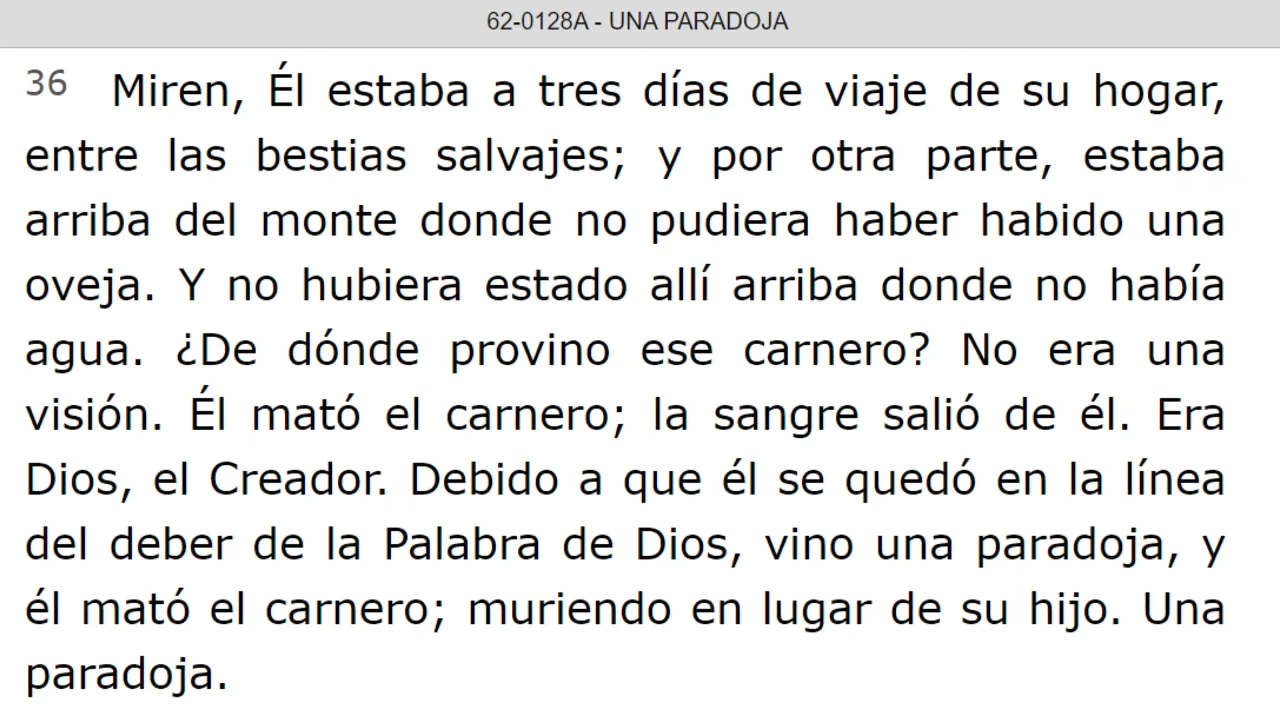 62-0128A - UNA PARADOJA
36 Miren, Él estaba a tres días de viaje de su hogar,
entre las bestias salvajes; y por otra parte, estaba
arriba del monte donde no pudiera haber habido una
oveja. Y no hubiera estado allí arriba donde no había
agua. ¿De dónde provino ese carnero? No era una
visión. Él mató el carnero; la sangre salió de él. Era
Dios, el Creador. Debido a que él se quedó en la línea
del deber de la Palabra de Dios, vino una paradoja, y
él mató el carnero; muriendo en lugar de su hijo. Una
paradoja.